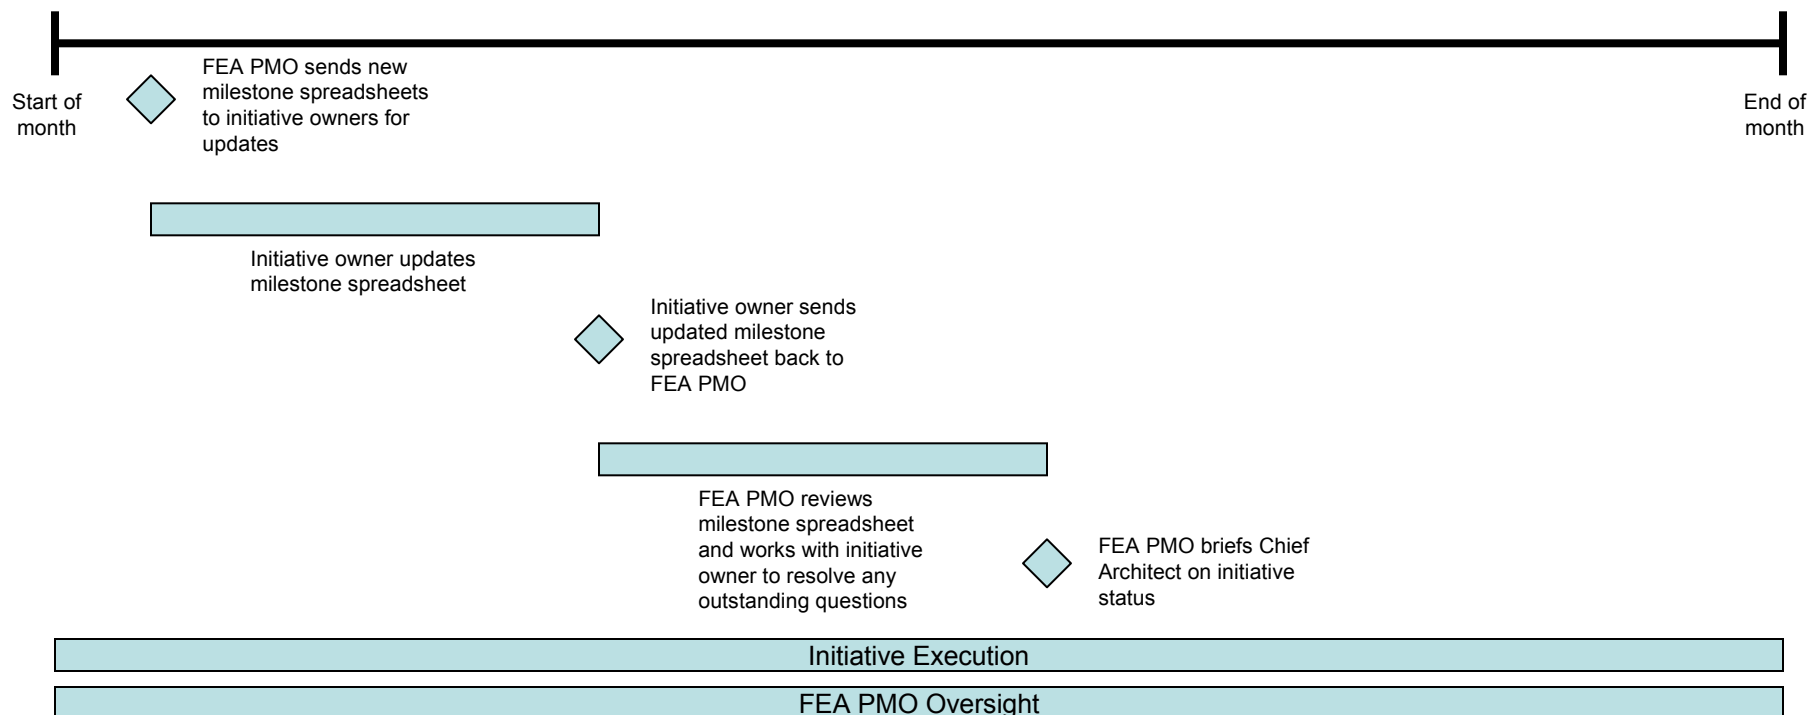 FEA PMO sends new
milestone spreadsheets
to initiative owners for
updates
Start of
month
End of
month
Initiative owner updates
milestone spreadsheet
Initiative owner sends
updated milestone
spreadsheet back to
FEA PMO
FEA PMO reviews
milestone spreadsheet
and works with initiative
owner to resolve any
outstanding questions
FEA PMO briefs Chief
Architect on initiative
status
Initiative Execution
FEA PMO Oversight